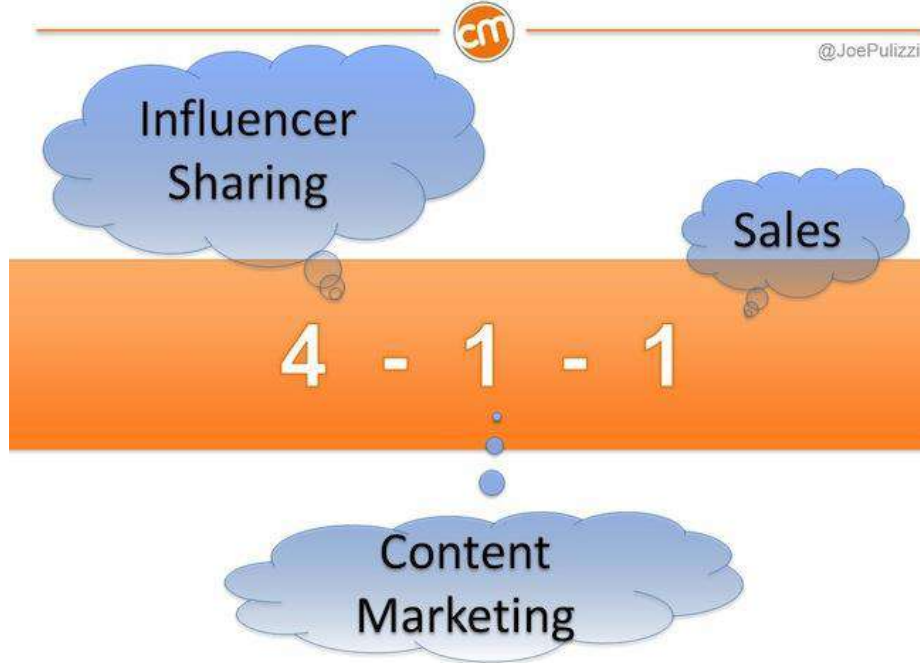 cm
@JoePulizzi
Influencer
Sharing
Sales
4 - 1 - 1
Content
Marketing